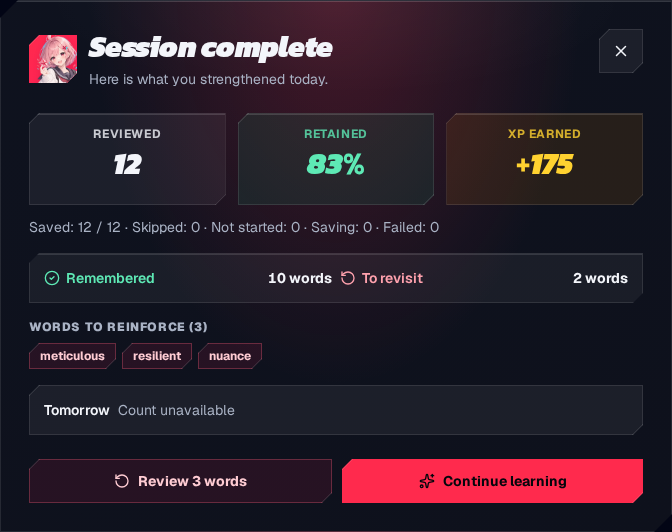 Session complete
Here is what you strengthened today.
REVIEWED
12
RETAINED
83%
XP EARNED
+175
Saved: 12 / 12 · Skipped: 0 · Not started: 0 · Saving: 0 · Failed: 0
Remembered 10 words To revisit 2 words
WORDS TO REINFORCE (3)
meticulous resilient nuance
Tomorrow Count unavailable
Review 3 words Continue learning